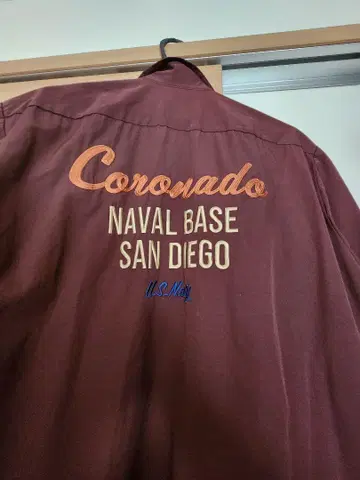 Coronado
NAVAL BASE
SAN DIEGO
U.S. Navy